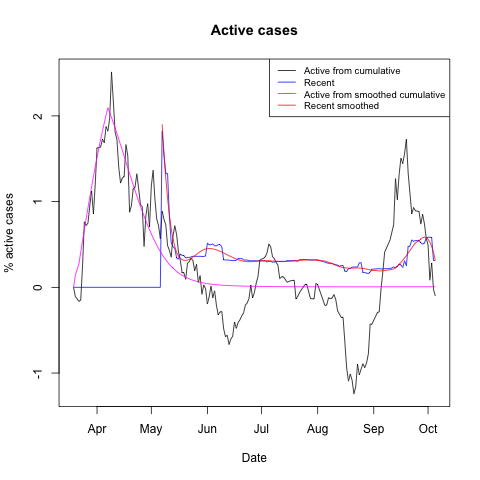 Active cases
Active from cumulative
Recent
Active from smoothed cumulative
Recent smoothed
% active cases
2
1
0
-1
Apr May Jun Jul Aug Sep Oct
Date